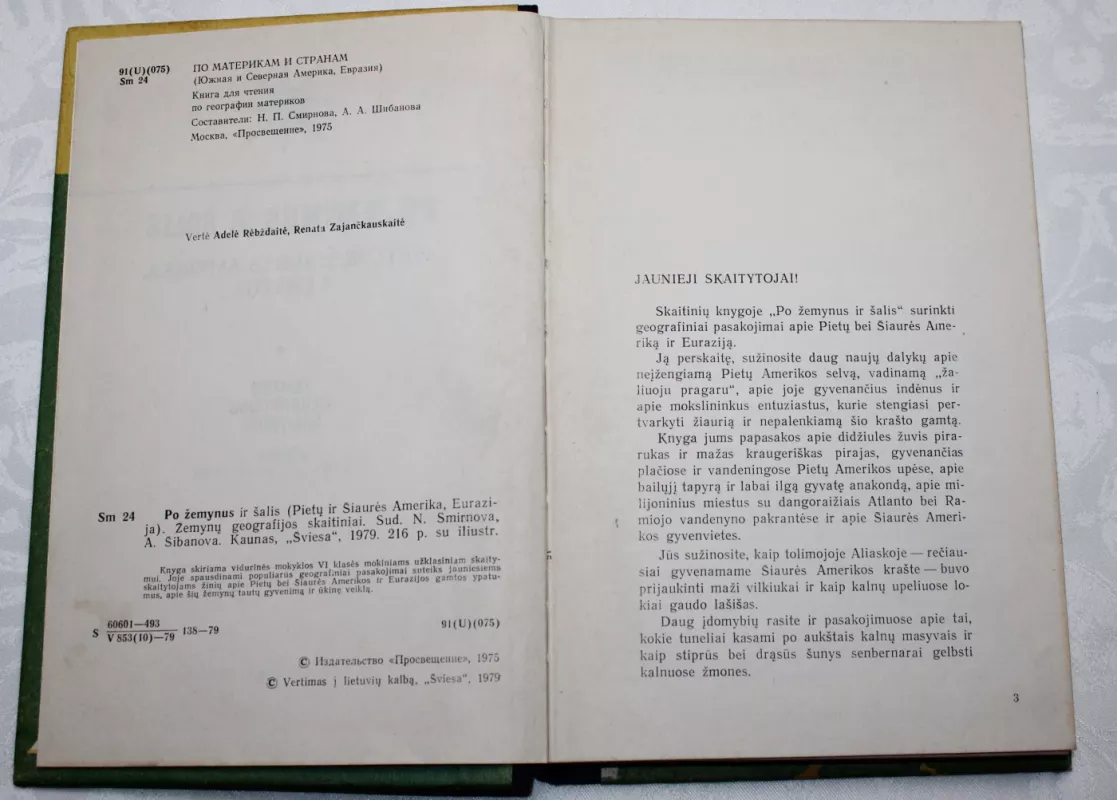 91(U)(075)
Sm 24
ПО МАТЕРИКАМ И СТРАНАМ
(Южная и Северная Америка, Евразия)
Книга для чтения
по географии материков
Составители: Н. П. Смирнова, А. А. Шибанова
Москва, «Просвещение», 1975
Vertė Adelė Rėbždaitė, Renata Zajančkauskaitė
Sm 24 Po žemynus ir šalis (Pietų ir Šiaurės Amerika, Eurazi-
ja). Žemynų geografijos skaitiniai. Sud. N. Smirnova,
A. Šibanova. Kaunas, „Šviesa“, 1979. 216 p. su iliustr.
Knyga skiriama vidurinės mokyklos VI klasės mokiniams užklasiniam skaity-
mui. Joje spausdinami populiarūs geografiniai pasakojimai suteiks jauniesiems
skaitytojams žinių apie Pietų bei Šiaurės Amerikos ir Eurazijos gamtos ypatu-
mus, apie šių žemynų tautų gyvenimą ir ūkinę veiklą.
S 60601—493
V 853(10)—79 138—79
91(U)(075)
© Издательство «Просвещение», 1975
© Vertimas į lietuvių kalbą, „Šviesa“, 1979
JAUNIEJI SKAITYTOJAI!
Skaitinių knygoje „Po žemynus ir šalis“ surinkti
geografiniai pasakojimai apie Pietų bei Šiaurės Ame-
riką ir Euraziją.
Ją perskaitę, sužinosite daug naujų dalykų apie
neįžengiamą Pietų Amerikos selvą, vadinamą „ža-
liuoju pragaru“, apie joje gyvenančius indėnus ir
apie mokslininkus entuziastus, kurie stengiasi per-
tvarkyti žiaurią ir nepalenkiamą šio krašto gamtą.
Knyga jums papasakos apie didžiules žuvis pira-
rukas ir mažas kraugeriškas pirajas, gyvenančias
plačiose ir vandeningose Pietų Amerikos upėse, apie
bailųjį tapyrą ir labai ilgą gyvatę anakondą, apie mi-
lijoninius miestus su dangoraižiais Atlanto bei Ra-
miojo vandenyno pakrantėse ir apie Šiaurės Ameri-
kos gyvenvietes.
Jūs sužinosite, kaip tolimojoje Aliaskoje — rečiau-
siai gyvenamame Šiaurės Amerikos krašte — buvo
prijaukinti maži vilkiukai ir kaip kalnų upeliuose lo-
kiai gaudo lašišas.
Daug įdomybių rasite ir pasakojimuose apie tai,
kokie tuneliai kasami po aukštais kalnų masyvais ir
kaip stiprūs bei drąsūs šunys senbernarai gelbsti
kalnuose žmones.
3